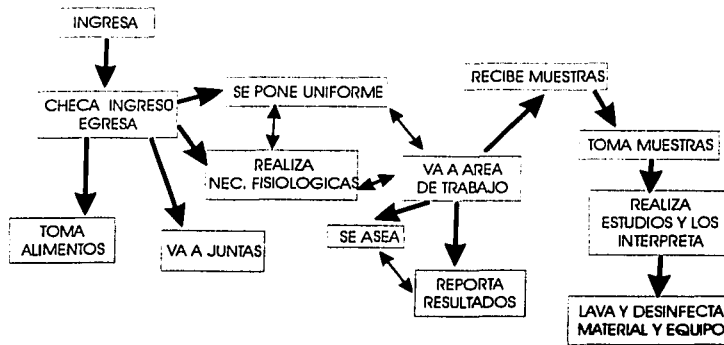 INGRESA
CHECA INGRESO
EGRESA
SE PONE UNIFORME
RECIBE MUESTRAS
REALIZA
NEC. FISIOLOGICAS
VA A AREA
DE TRABAJO
TOMA MUESTRAS
TOMA
ALIMENTOS
VA A JUNTAS
SE ASEA
REPORTA
RESULTADOS
REALIZA
ESTUDIOS Y LOS
INTERPRETA
LAVA Y DESINFECTA
MATERIAL Y EQUIPO